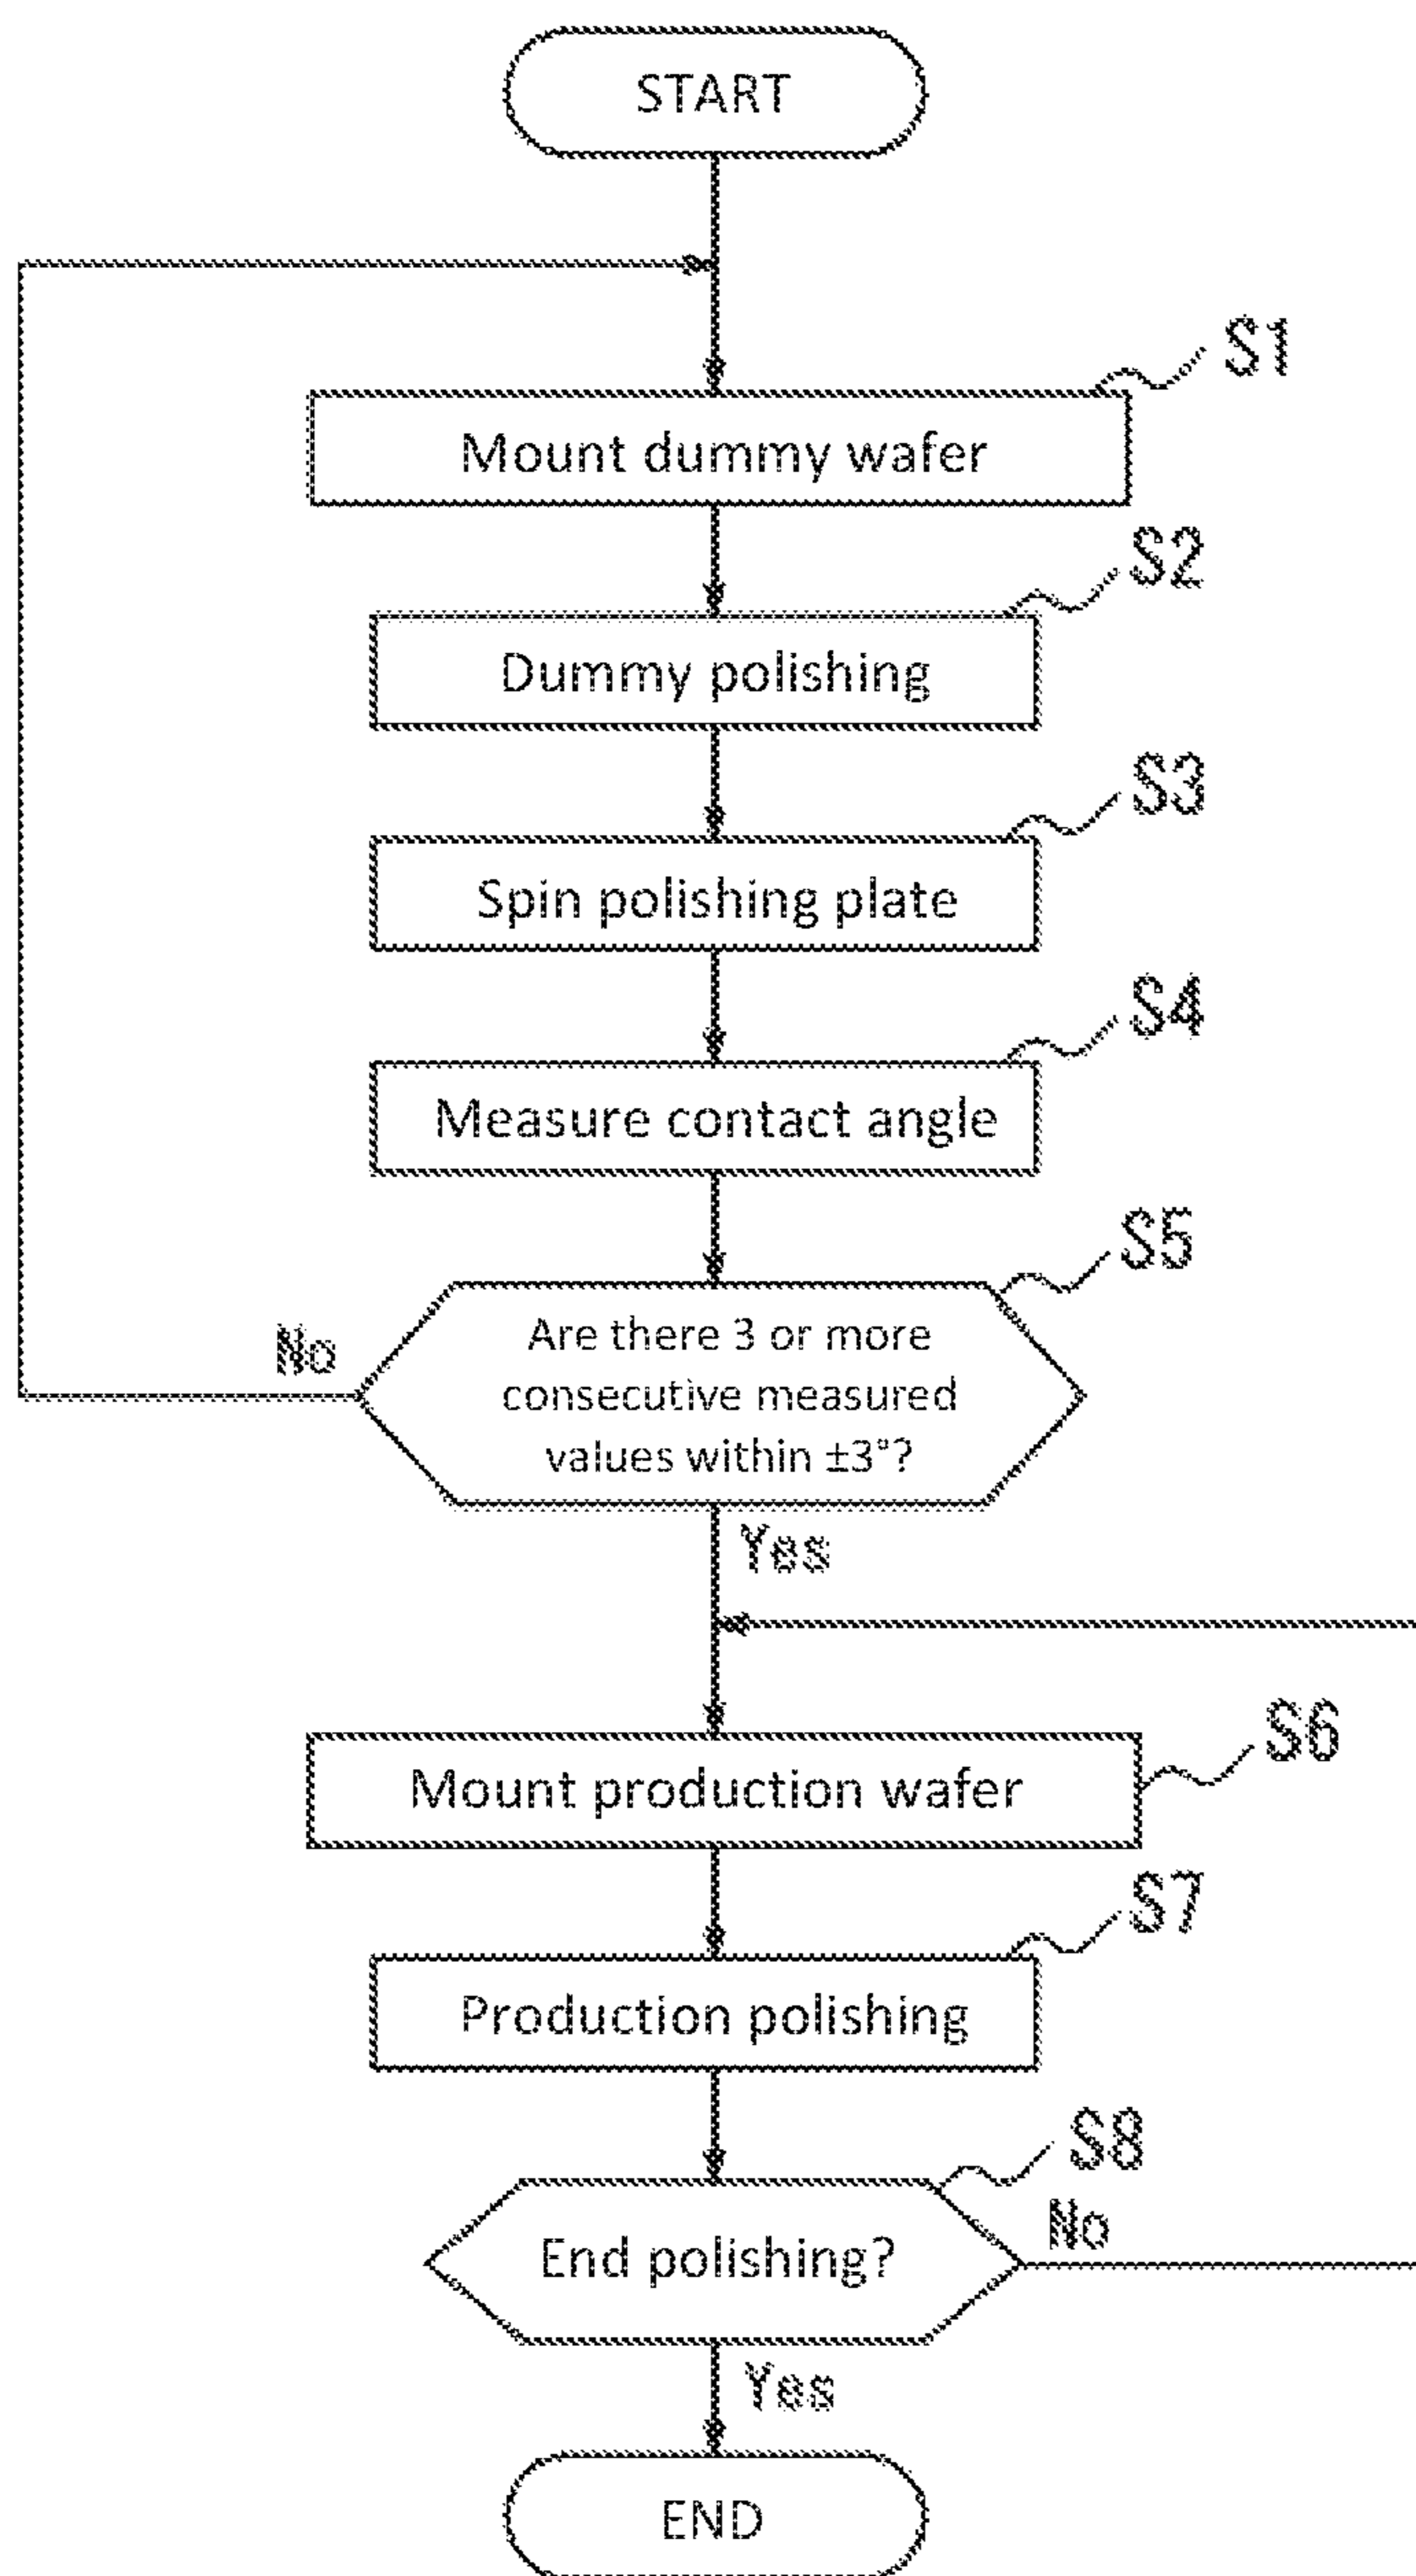 START
S1
Mount dummy wafer
S2
Dummy polishing
S3
Spin polishing plate
S4
Measure contact angle
S5
Are there 3 or more
consecutive measured
values within ±3°?
No
Yes
S6
Mount production wafer
S7
Production polishing
S8
End polishing?
No
Yes
END